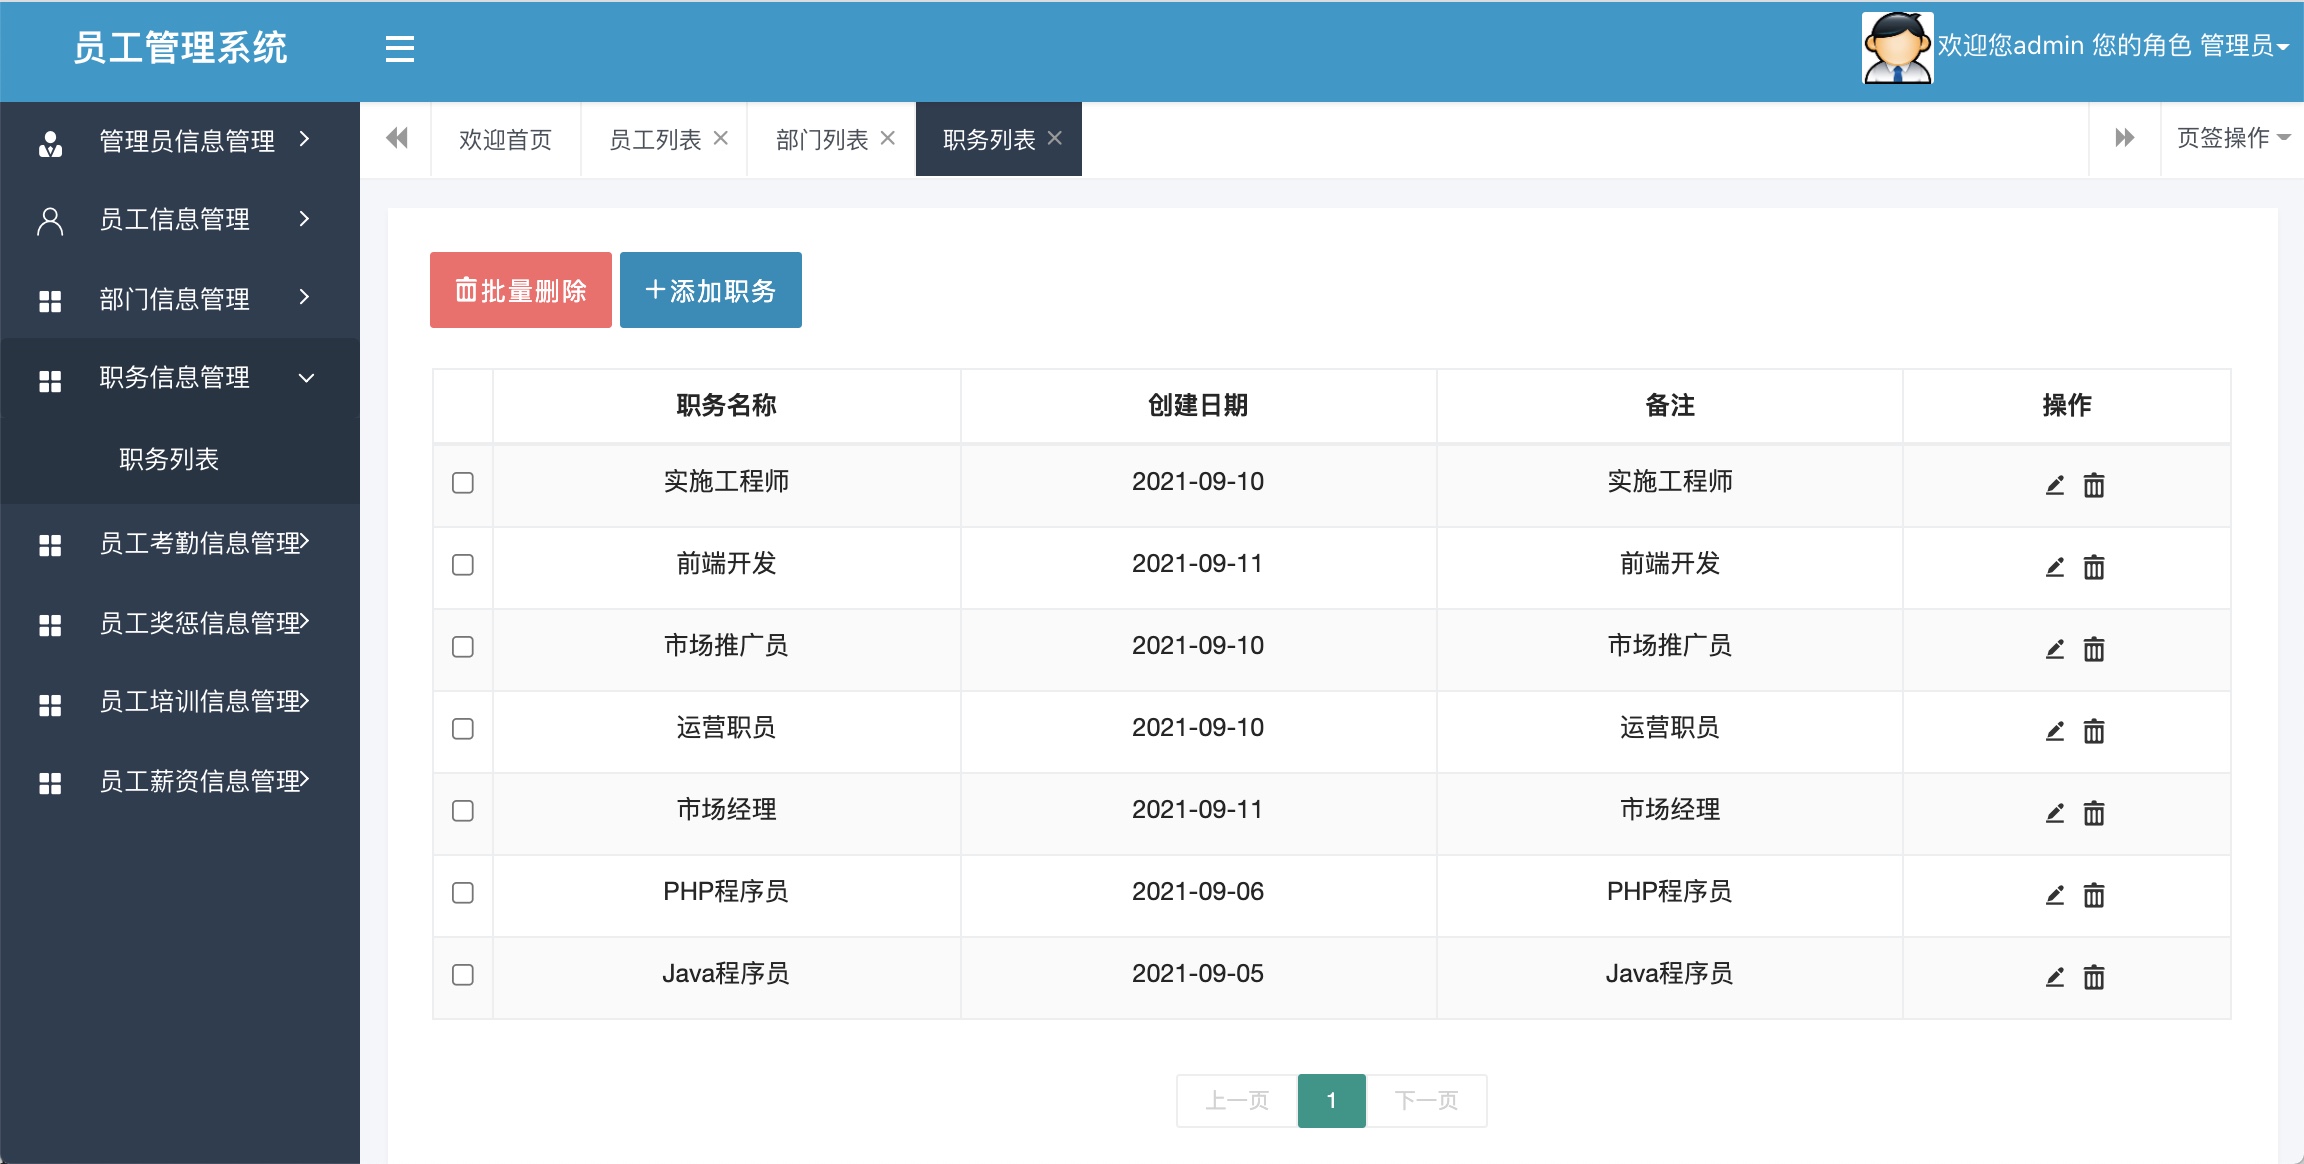 员工管理系统
欢迎您admin 您的角色 管理员
管理员信息管理
员工信息管理
部门信息管理
职务信息管理
职务列表
员工考勤信息管理
员工奖惩信息管理
员工培训信息管理
员工薪资信息管理
欢迎首页 员工列表 部门列表 职务列表 页签操作
批量删除 +添加职务
职务名称 创建日期 备注 操作
实施工程师 2021-09-10 实施工程师
前端开发 2021-09-11 前端开发
市场推广员 2021-09-10 市场推广员
运营职员 2021-09-10 运营职员
市场经理 2021-09-11 市场经理
PHP程序员 2021-09-06 PHP程序员
Java程序员 2021-09-05 Java程序员
上一页 1 下一页